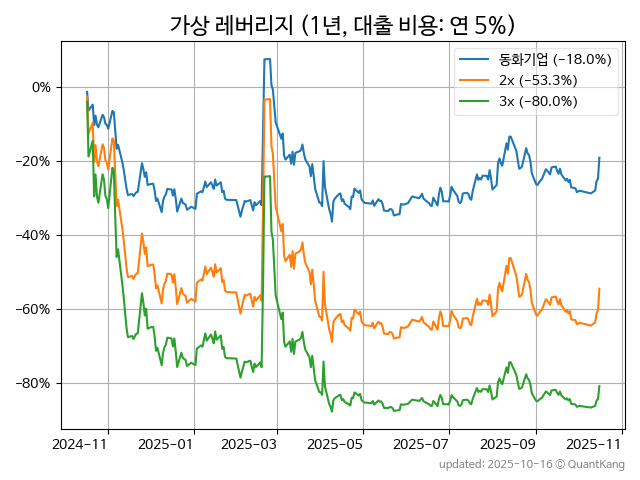 가상 레버리지 (1년, 대출 비용: 연 5%)
동화기업 (−18.0%)
2x (−53.3%)
3x (−80.0%)
0%
−20%
−40%
−60%
−80%
2024-11
2025-01
2025-03
2025-05
2025-07
2025-09
2025-11
updated: 2025-10-16 © QuantKang